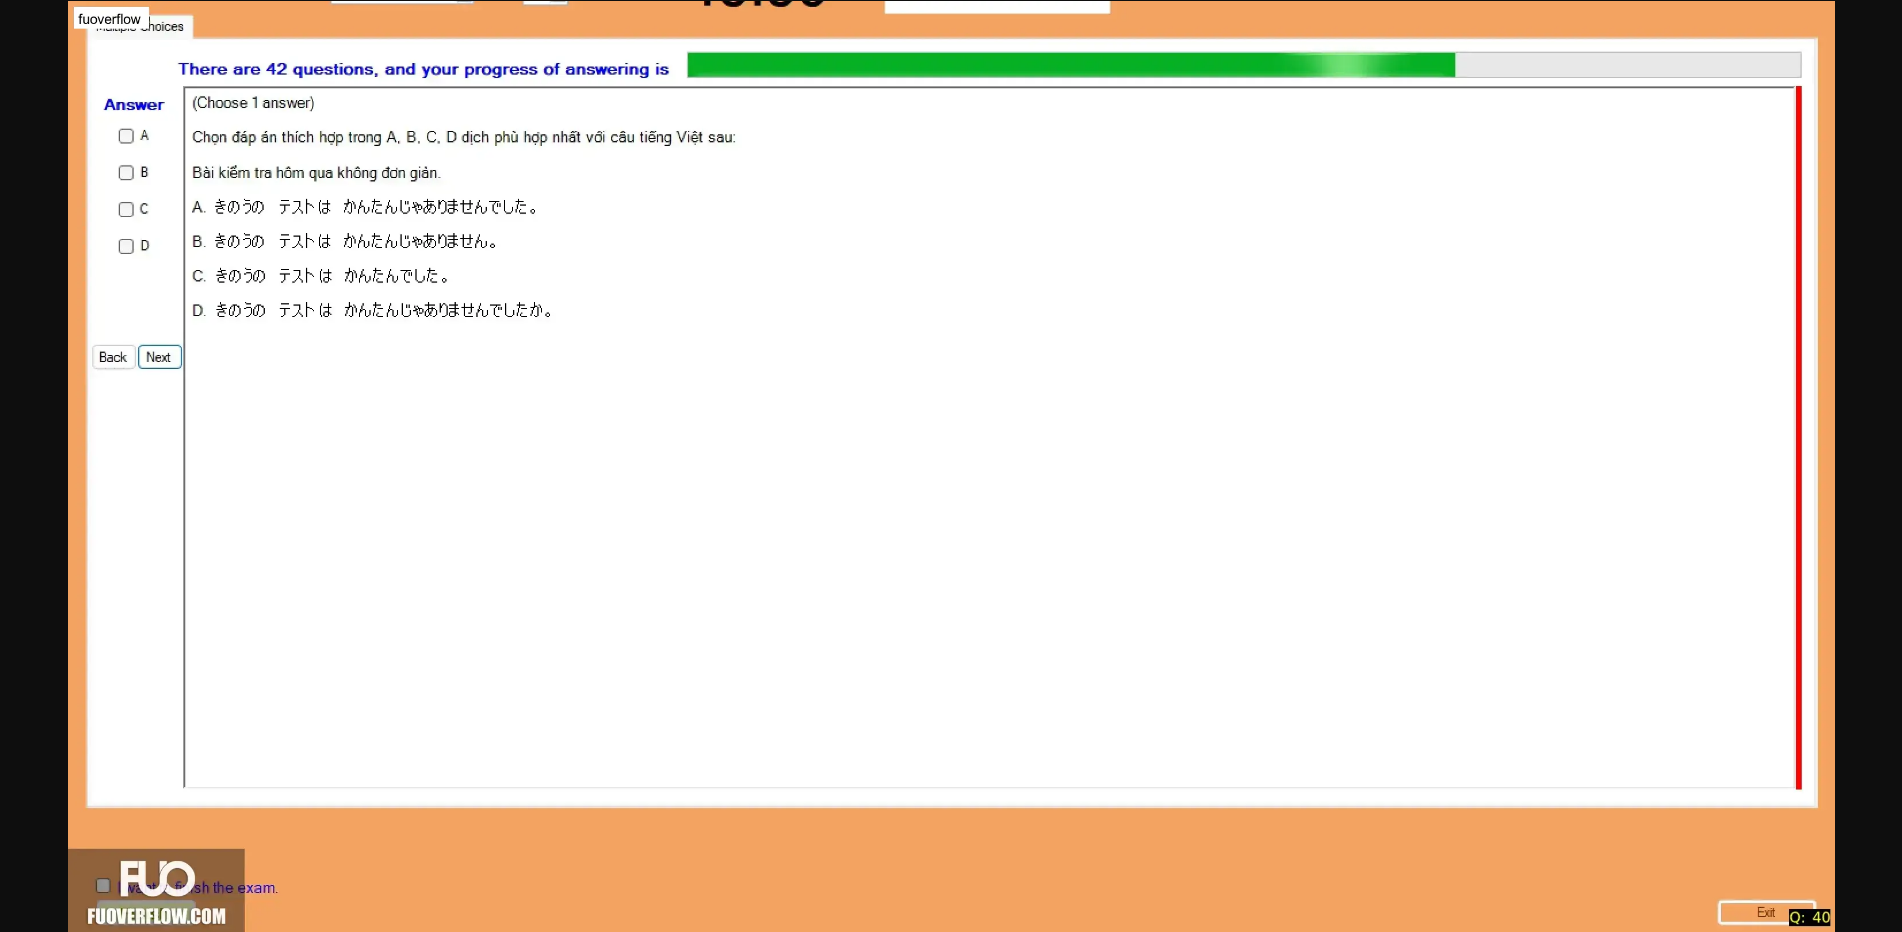 fuoverflow
There are 42 questions, and your progress of answering is
Answer
(Choose 1 answer)
A
Chọn đáp án thích hợp trong A, B, C, D dịch phù hợp nhất với câu tiếng Việt sau:
B
Bài kiểm tra hôm qua không đơn giản.
C
A. きのうの　テストは　かんたんじゃありませんでした。
D
B. きのうの　テストは　かんたんじゃありません。
C. きのうの　テストは　かんたんでした。
D. きのうの　テストは　かんたんじゃありませんでしたか。
Back Next
FUO
the exam.
FUOVERFLOW.COM
Exit
Q: 40